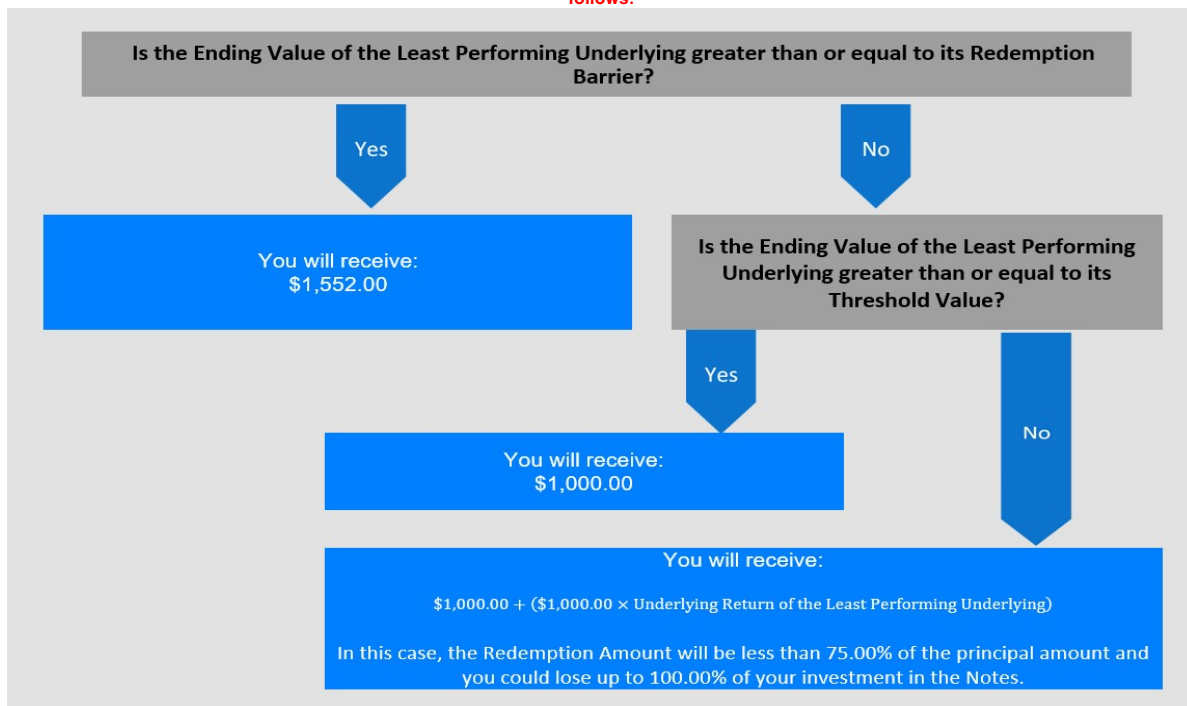 follows:
Is the Ending Value of the Least Performing Underlying greater than or equal to its Redemption
Barrier?
Yes
No
You will receive:
$1,552.00
Is the Ending Value of the Least Performing
Underlying greater than or equal to its
Threshold Value?
Yes
No
You will receive:
$1,000.00
You will receive:
$1,000.00 + ($1,000.00 × Underlying Return of the Least Performing Underlying)
In this case, the Redemption Amount will be less than 75.00% of the principal amount and
you could lose up to 100.00% of your investment in the Notes.